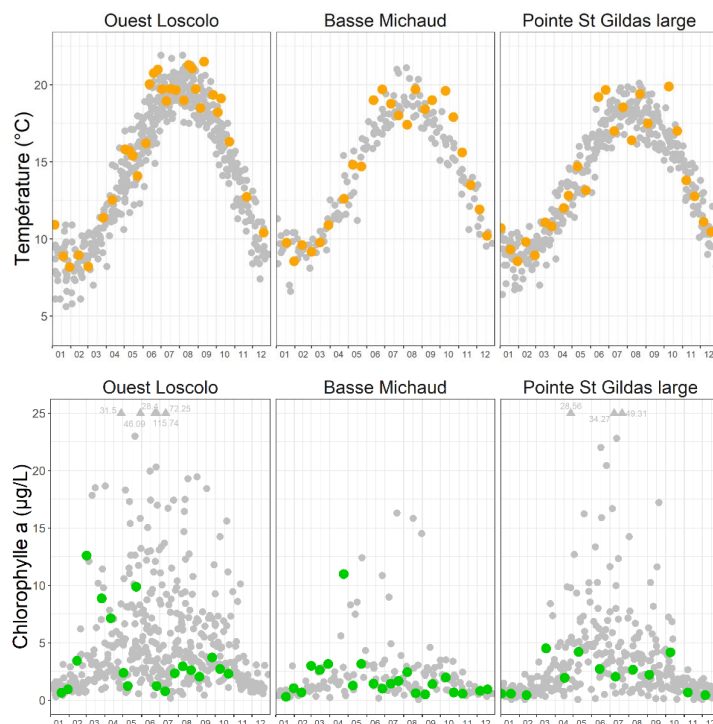 Ouest Loscolo Basse Michaud Pointe St Gildas large
Température (°C)
20
15
10
5
01 02 03 04 05 06 07 08 09 10 11 12 01 02 03 04 05 06 07 08 09 10 11 12 01 02 03 04 05 06 07 08 09 10 11 12
Ouest Loscolo Basse Michaud Pointe St Gildas large
Chlorophylle a (µg/L)
25
31.5 28.4 72.25 28.56 49.31
46.09 115.74 34.27
20
15
10
5
0
01 02 03 04 05 06 07 08 09 10 11 12 01 02 03 04 05 06 07 08 09 10 11 12 01 02 03 04 05 06 07 08 09 10 11 12